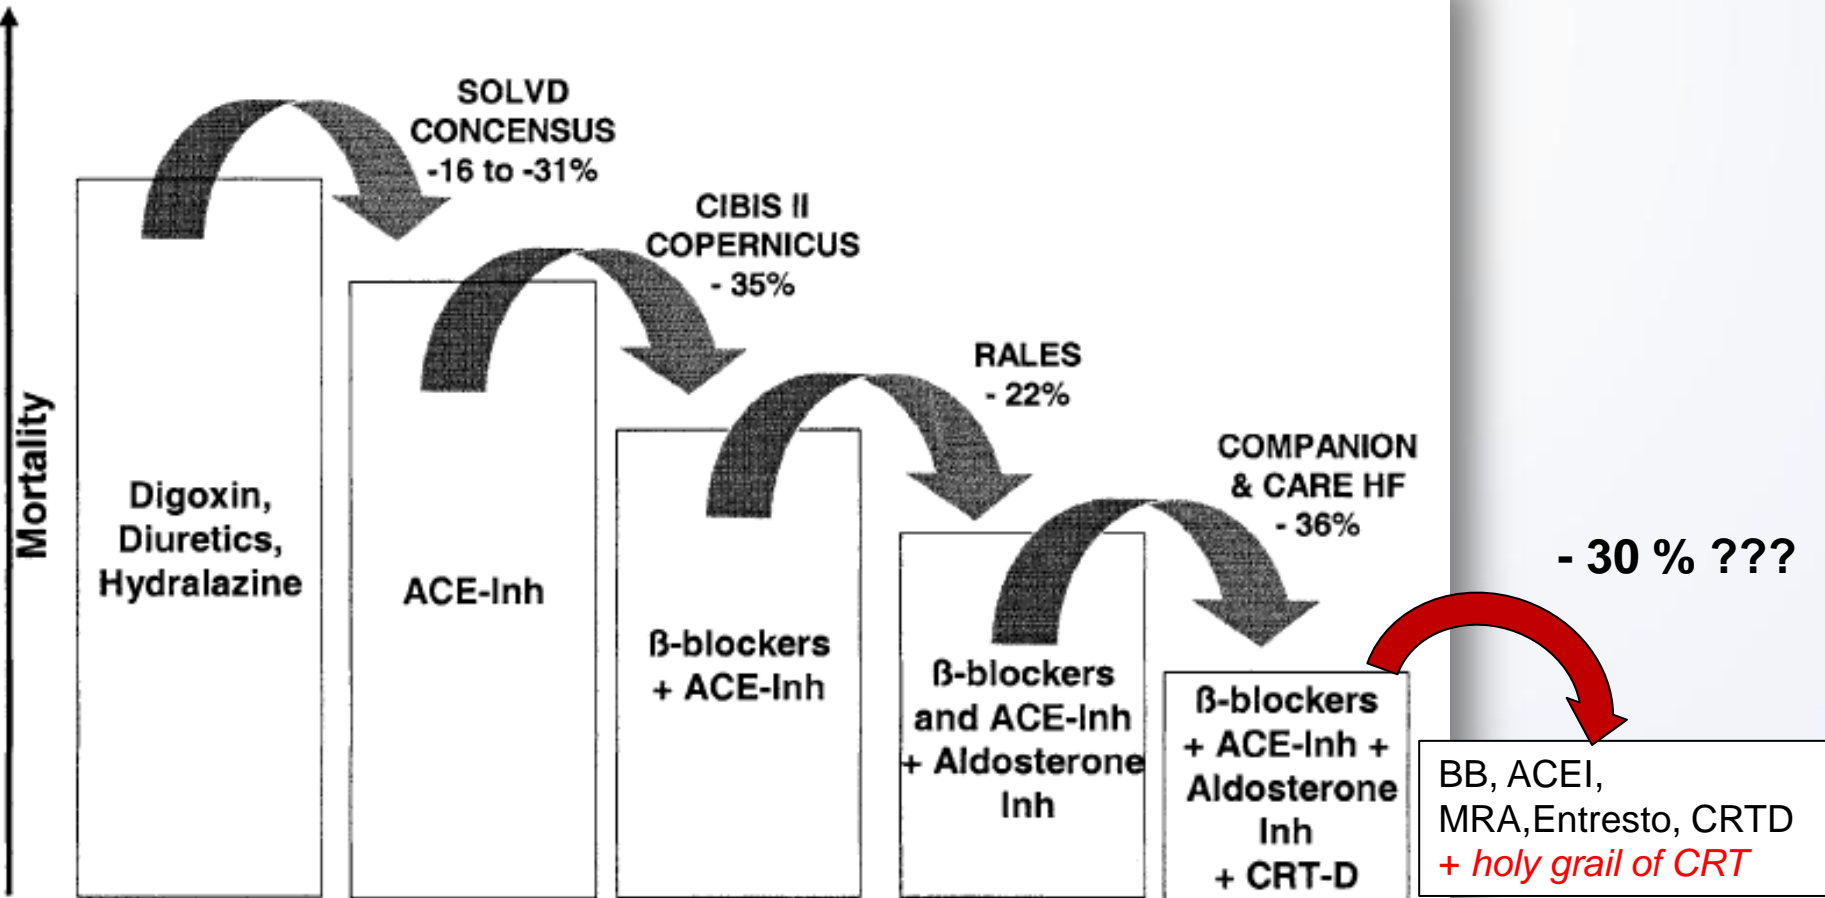 Mortality
Digoxin,
Diuretics,
Hydralazine
SOLVD
CONCENSUS
-16 to -31%
ACE-Inh
CIBIS II
COPERNICUS
- 35%
ß-blockers
+ ACE-Inh
RALES
- 22%
ß-blockers
and ACE-Inh
+ Aldosterone
Inh
COMPANION
& CARE HF
- 36%
ß-blockers
+ ACE-Inh +
Aldosterone
Inh
+ CRT-D
- 30 % ???
BB, ACEI,
MRA,Entresto, CRTD
+ holy grail of CRT